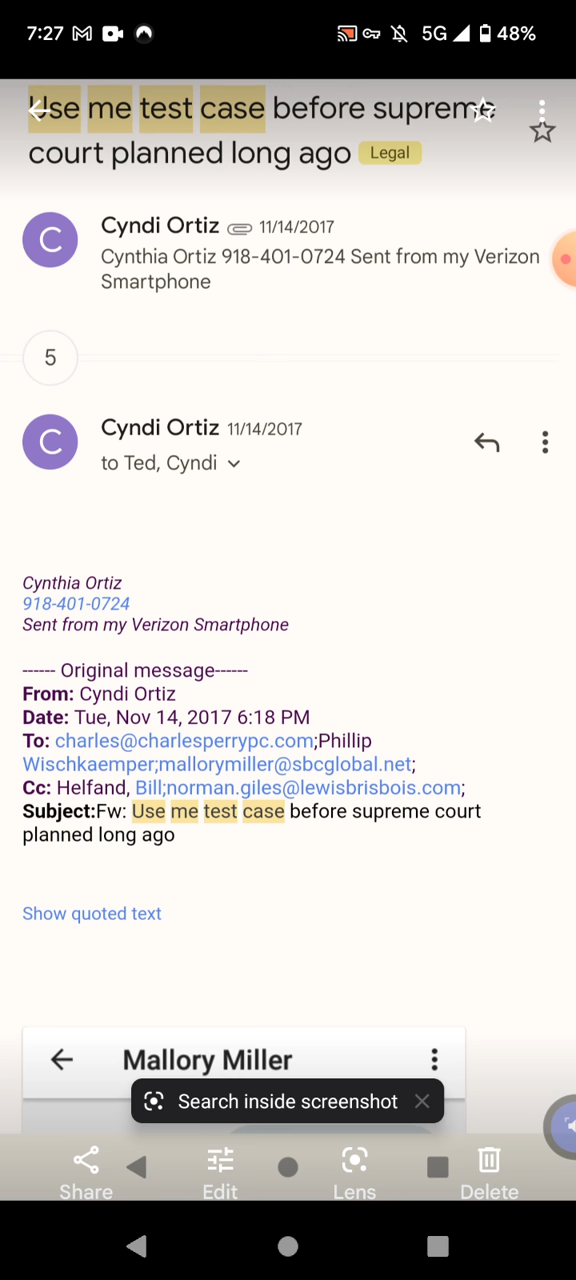 7:27 5G 48%
Use me test case before supreme
court planned long ago Legal
C
Cyndi Ortiz 11/14/2017
Cynthia Ortiz 918-401-0724 Sent from my Verizon
Smartphone
5
C
Cyndi Ortiz 11/14/2017
to Ted, Cyndi
Cynthia Ortiz
918-401-0724
Sent from my Verizon Smartphone
------ Original message------
From: Cyndi Ortiz
Date: Tue, Nov 14, 2017 6:18 PM
To: charles@charlesperrypc.com;Phillip
Wischkaemper;mallorymiller@sbcglobal.net;
Cc: Helfand, Bill;norman.giles@lewisbrisbois.com;
Subject:Fw: Use me test case before supreme court
planned long ago
Show quoted text
Mallory Miller
Search inside screenshot
Share Edit Lens Delete